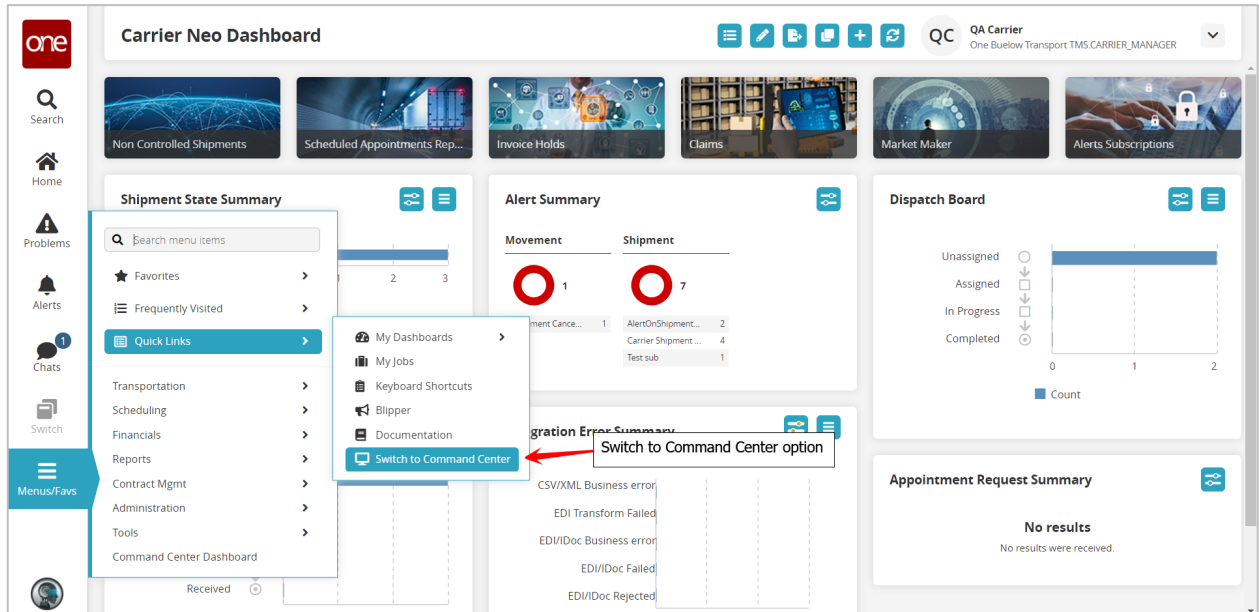 one
Search
Home
Problems
Alerts
1
Chats
Switch
Menus/Favs
Carrier Neo Dashboard
QC
QA Carrier
One Buelow Transport TMS.CARRIER_MANAGER
Non Controlled Shipments
Scheduled Appointments Rep...
Invoice Holds
Claims
Market Maker
Alerts Subscriptions
Shipment State Summary
1 2 3
Received
Search menu items
Favorites
Frequently Visited
Quick Links
Transportation
Scheduling
Financials
Reports
Contract Mgmt
Administration
Tools
Command Center Dashboard
My Dashboards
My Jobs
Keyboard Shortcuts
Blipper
Documentation
Switch to Command Center
Switch to Command Center option
Alert Summary
Movement
1
ment Cance... 1
Shipment
7
AlertOnShipment... 2
Carrier Shipment ... 4
Test sub 1
gration Error Summary
CSV/XML Business error
EDI Transform Failed
EDI/IDoc Business error
EDI/IDoc Failed
EDI/IDoc Rejected
Dispatch Board
Unassigned
Assigned
In Progress
Completed
0 1 2
Count
Appointment Request Summary
No results
No results were received.